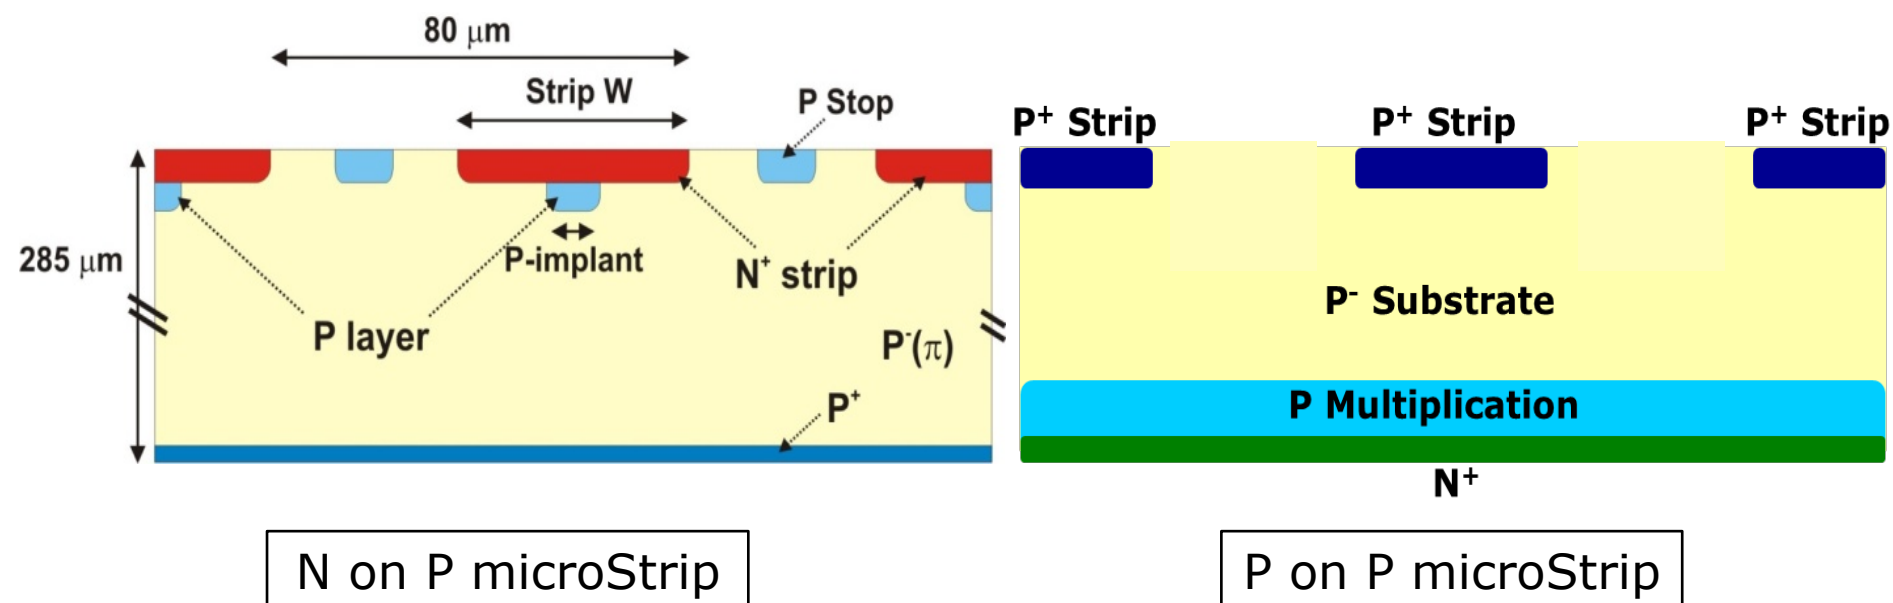 80 μm
Strip W
P Stop
285 μm
P-implant
N⁺ strip
P layer
P⁻(π)
P⁺
N on P microStrip
P⁺ Strip
P⁺ Strip
P⁺ Strip
P⁻ Substrate
P Multiplication
N⁺
P on P microStrip